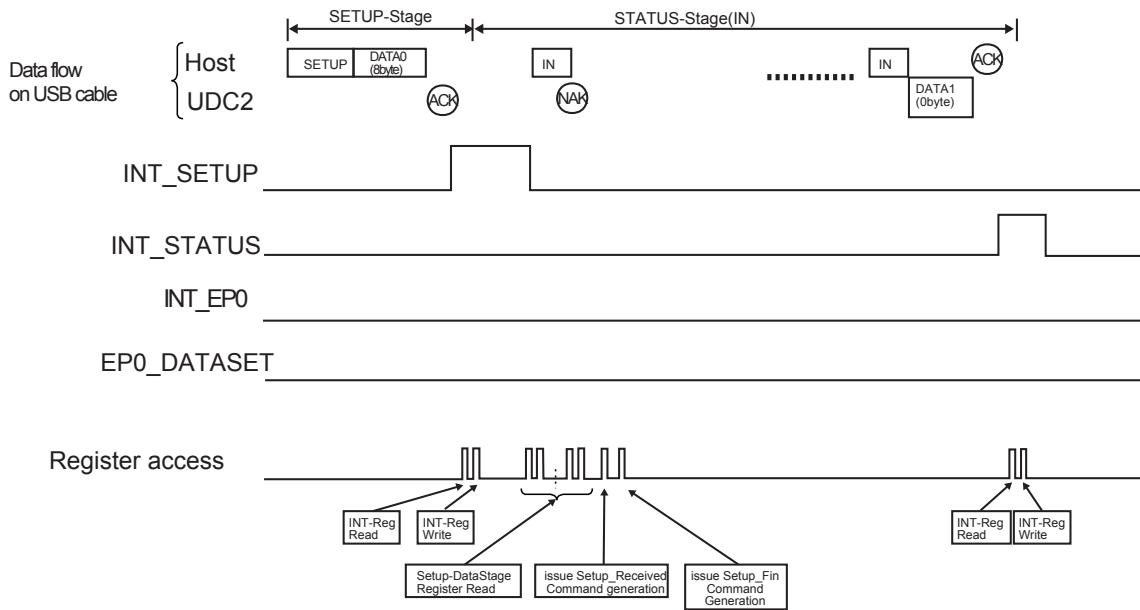 SETUP-Stage
STATUS-Stage(IN)
Data flow
on USB cable
Host
UDC2
SETUP
DATA0
(8byte)
ACK
IN
NAK
IN
DATA1
(0byte)
ACK
INT_SETUP
INT_STATUS
INT_EP0
EP0_DATASET
Register access
INT-Reg
Read
INT-Reg
Write
INT-Reg
Read
INT-Reg
Write
Setup-DataStage
Register Read
issue Setup_Received
Command generation
issue Setup_Fin
Command
Generation